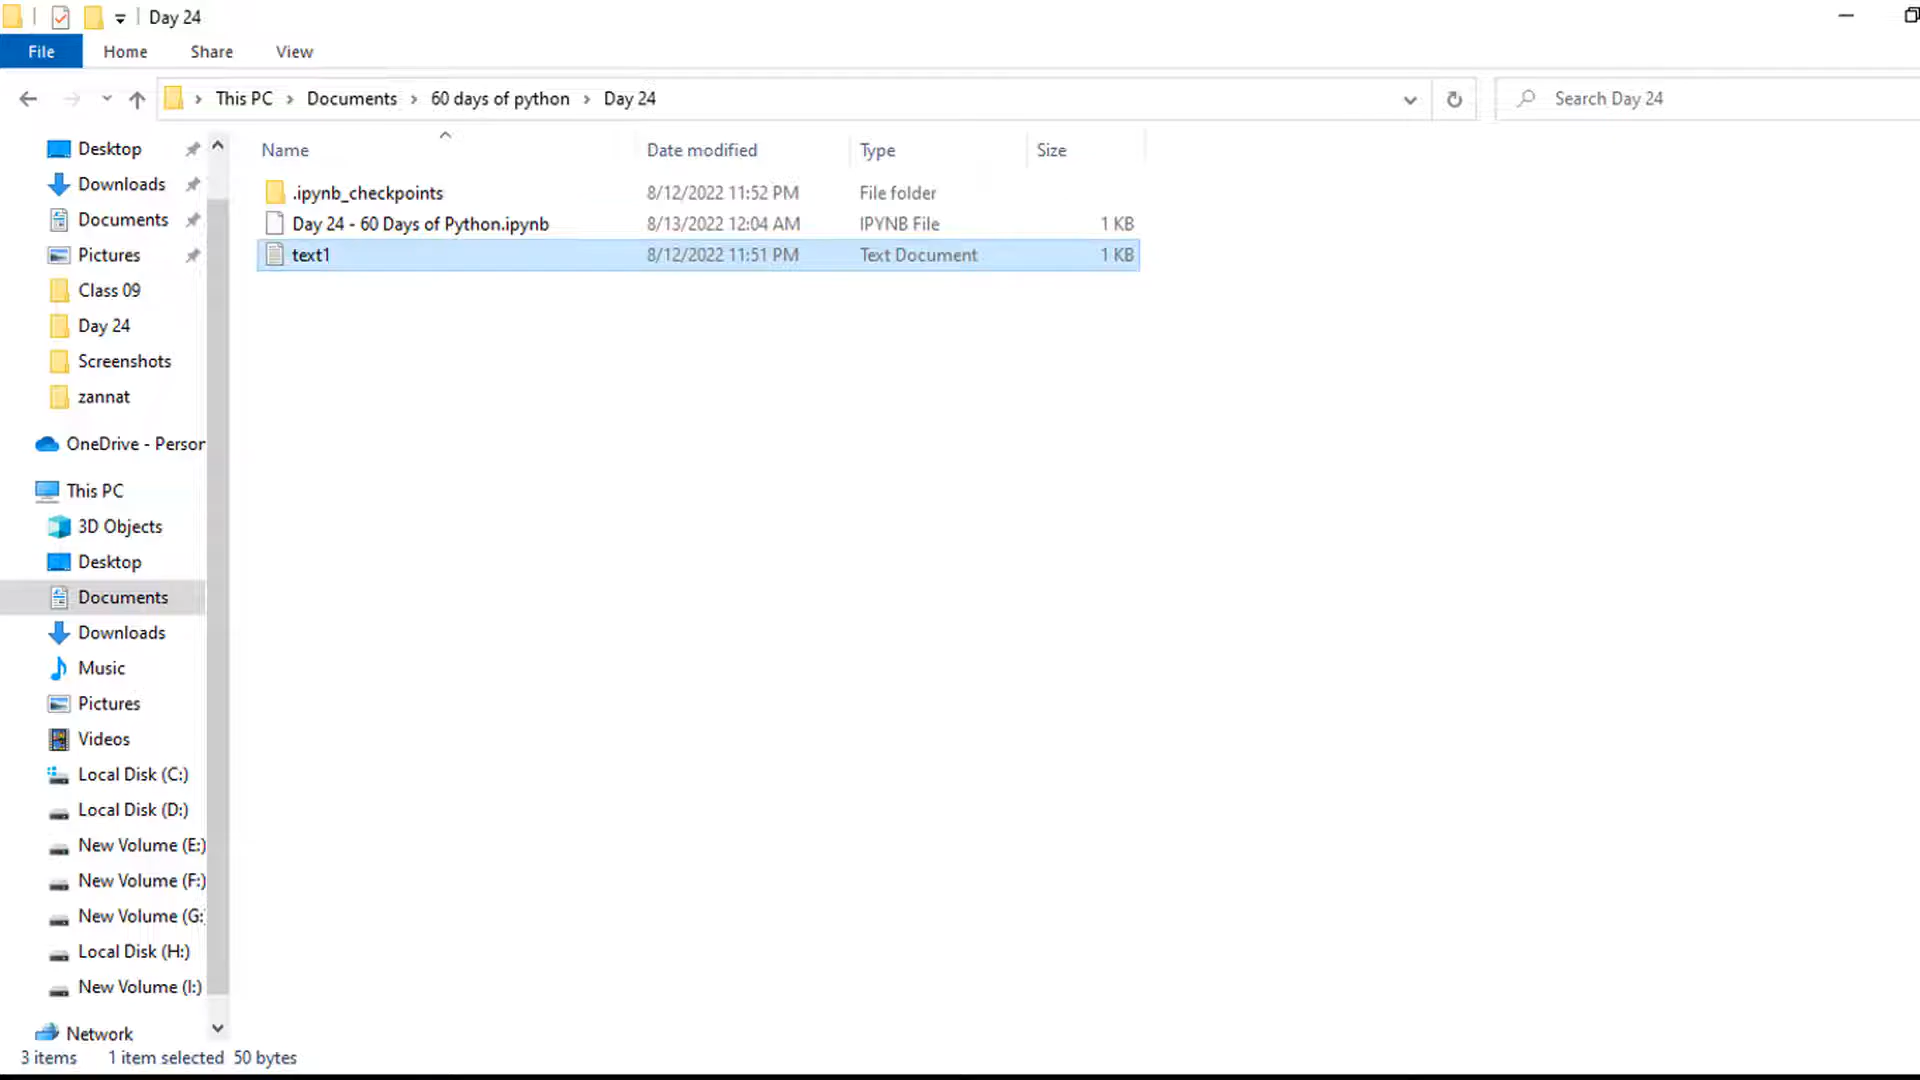 Day 24
File Home Share View
This PC Documents 60 days of python Day 24
Search Day 24
Name Date modified Type Size
.ipynb_checkpoints 8/12/2022 11:52 PM File folder
Day 24 - 60 Days of Python.ipynb 8/13/2022 12:04 AM IPYNB File 1 KB
text1 8/12/2022 11:51 PM Text Document 1 KB
Desktop
Downloads
Documents
Pictures
Class 09
Day 24
Screenshots
zannat
OneDrive - Person
This PC
3D Objects
Desktop
Documents
Downloads
Music
Pictures
Videos
Local Disk (C:)
Local Disk (D:)
New Volume (E:)
New Volume (F:)
New Volume (G:
Local Disk (H:)
New Volume (I:)
Network
3 items 1 item selected 50 bytes